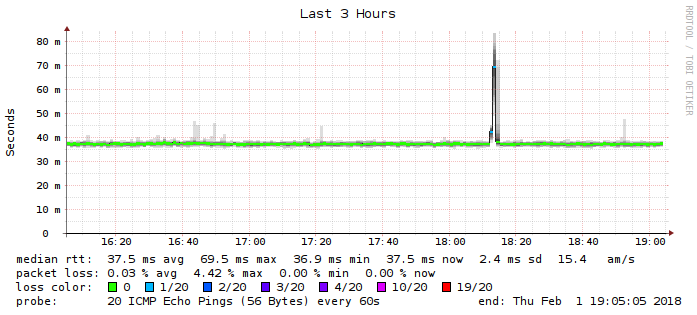 Last 3 Hours
RRDTOOL / TOBI OETIKER
Seconds
80 m
70 m
60 m
50 m
40 m
30 m
20 m
10 m
0
16:20 16:40 17:00 17:20 17:40 18:00 18:20 18:40 19:00
median rtt: 37.5 ms avg 69.5 ms max 36.9 ms min 37.5 ms now 2.4 ms sd 15.4 am/s
packet loss: 0.03 % avg 4.42 % max 0.00 % min 0.00 % now
loss color: 0 1/20 2/20 3/20 4/20 10/20 19/20
probe: 20 ICMP Echo Pings (56 Bytes) every 60s end: Thu Feb 1 19:05:05 2018